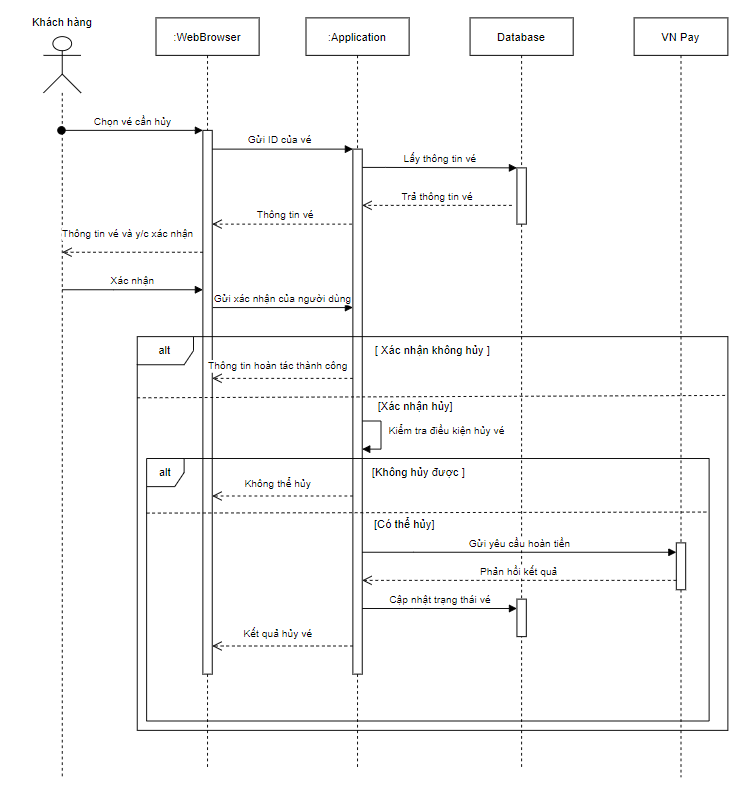 Khách hàng
:WebBrowser
:Application
Database
VN Pay
Chọn vé cần hủy
Gửi ID của vé
Lấy thông tin vé
Trả thông tin vé
Thông tin vé
Thông tin vé và y/c xác nhận
Xác nhận
Gửi xác nhận của người dùng
alt
[ Xác nhận không hủy ]
Thông tin hoàn tác thành công
[Xác nhận hủy]
Kiểm tra điều kiện hủy vé
alt
[Không hủy được ]
Không thể hủy
[Có thể hủy]
Gửi yêu cầu hoàn tiền
Phản hồi kết quả
Cập nhật trạng thái vé
Kết quả hủy vé